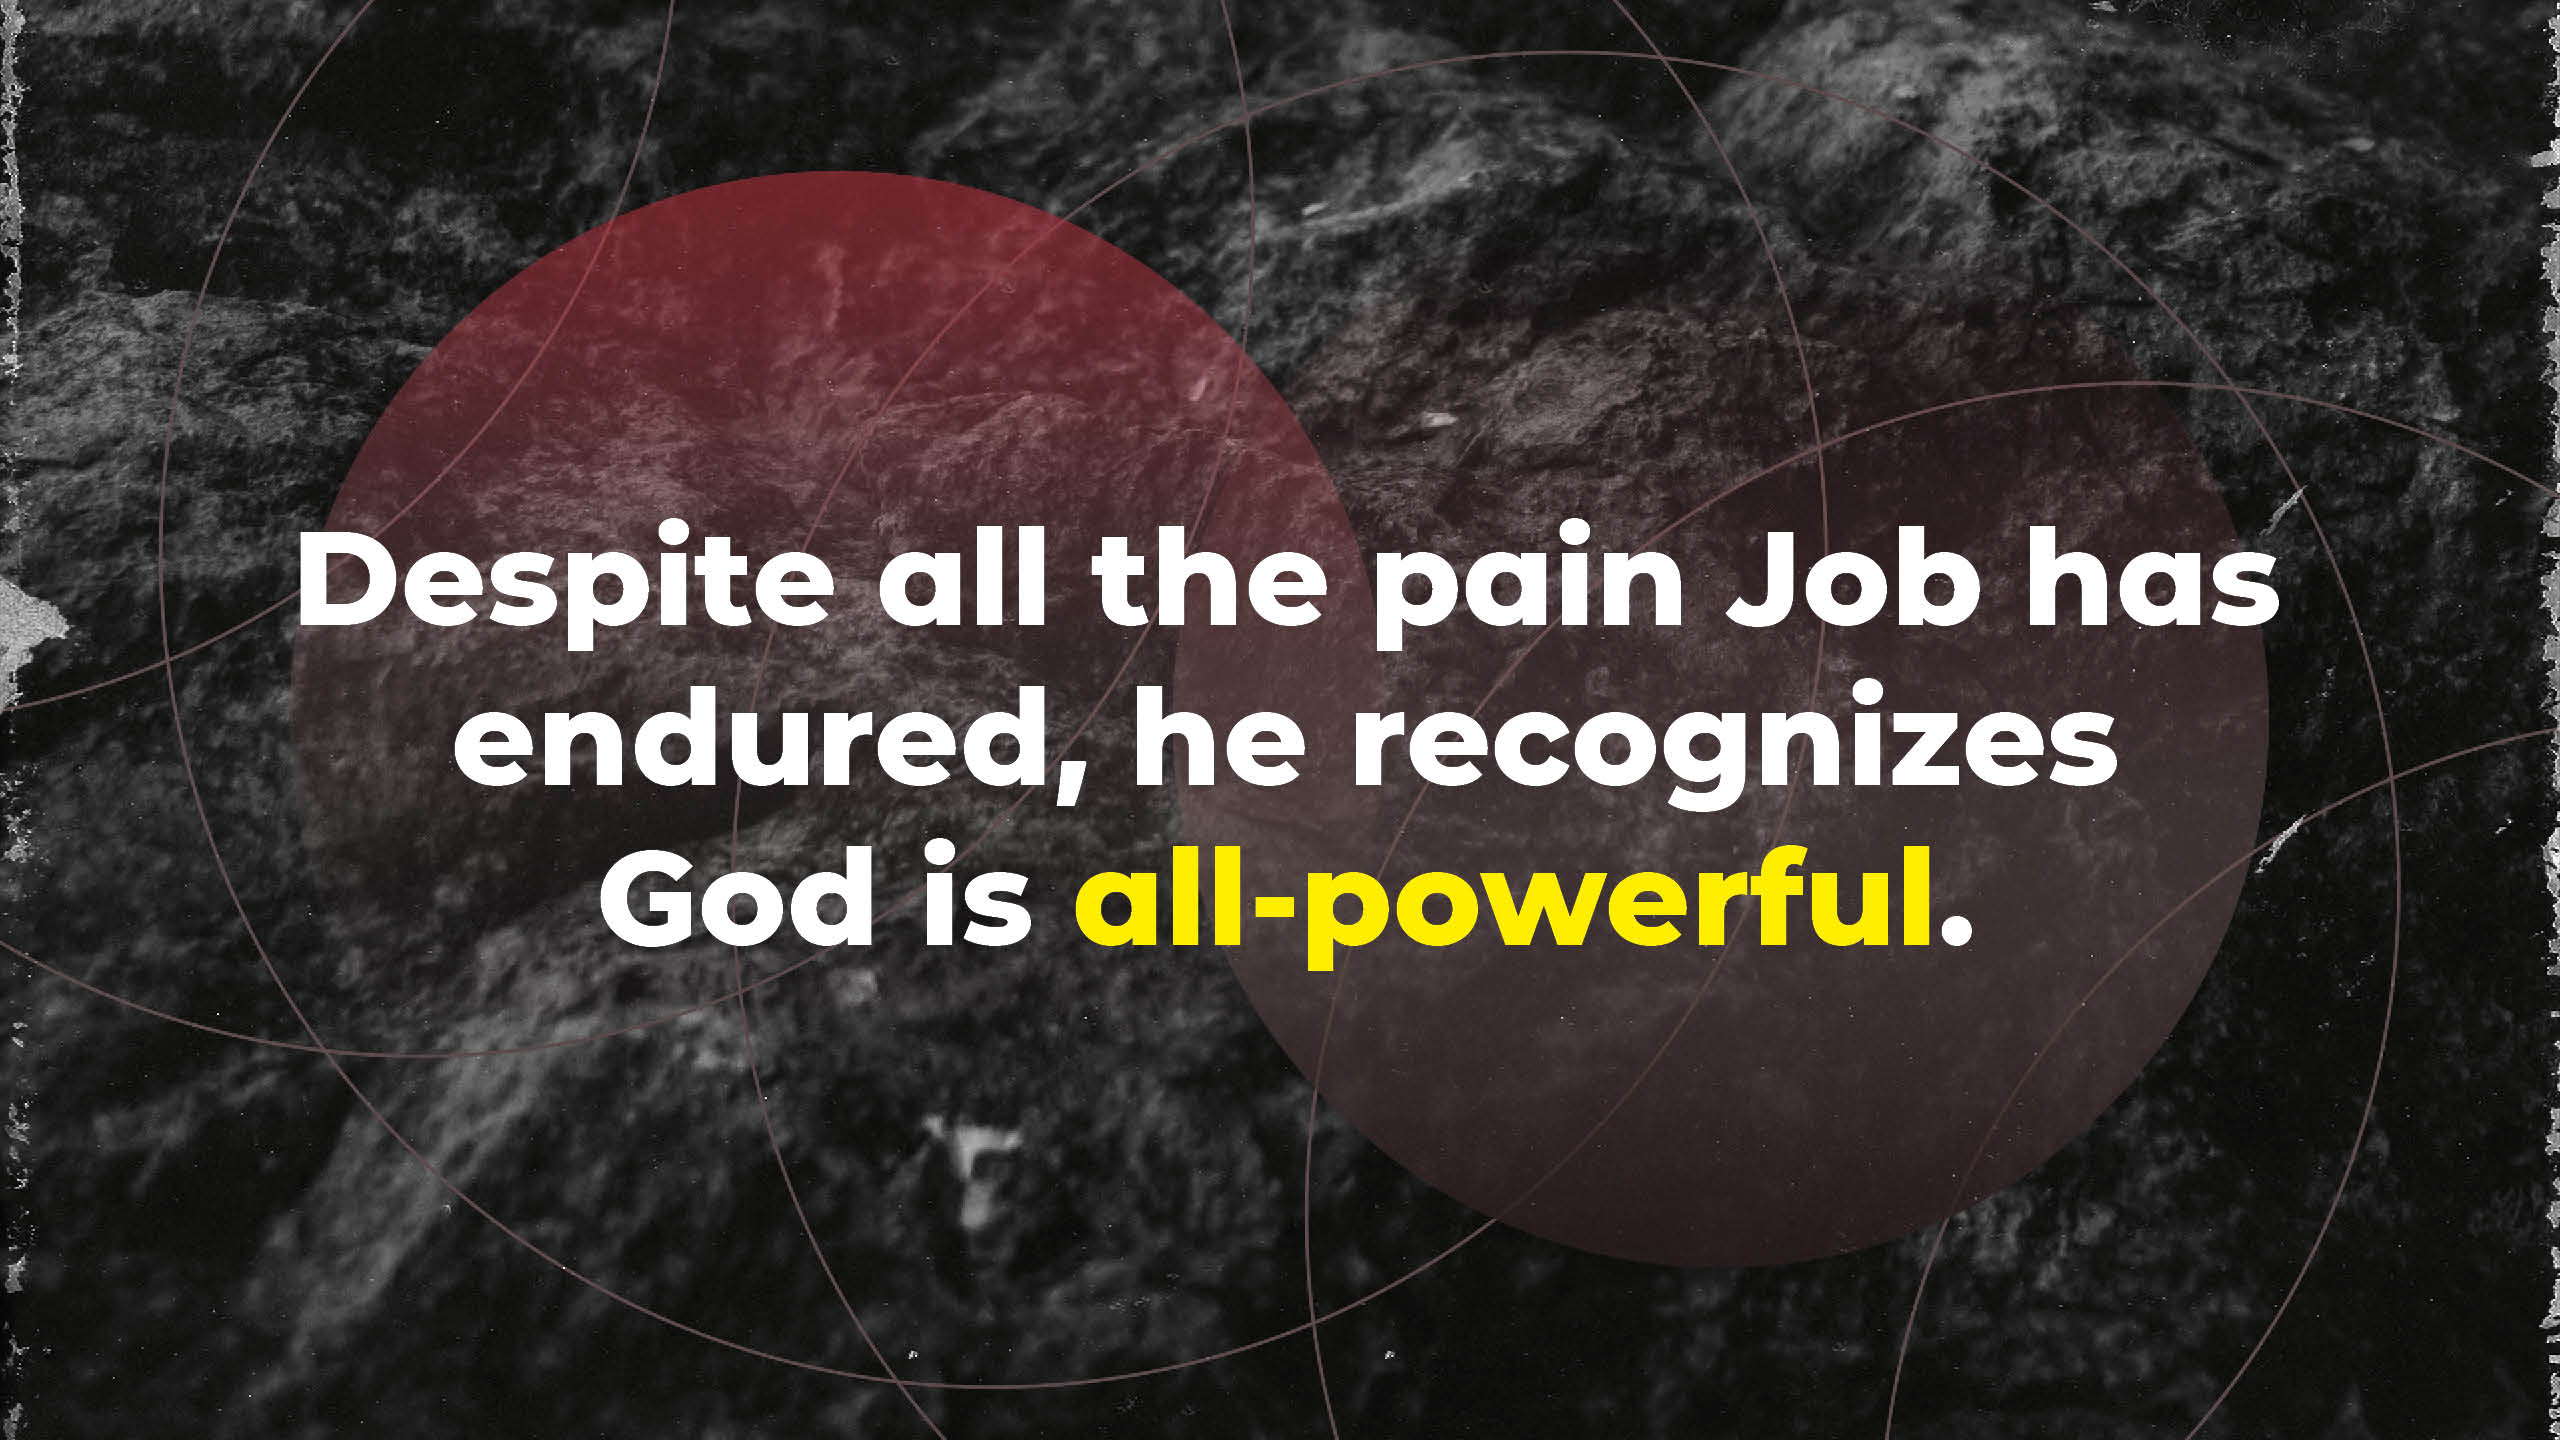 Despite all the pain Job has
endured, he recognizes
God is all-powerful.